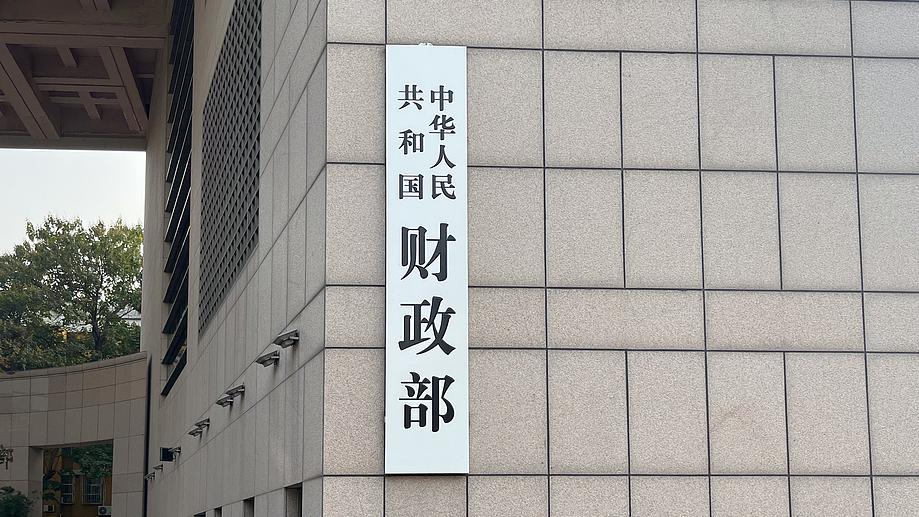 中华人民
共和国
财政部